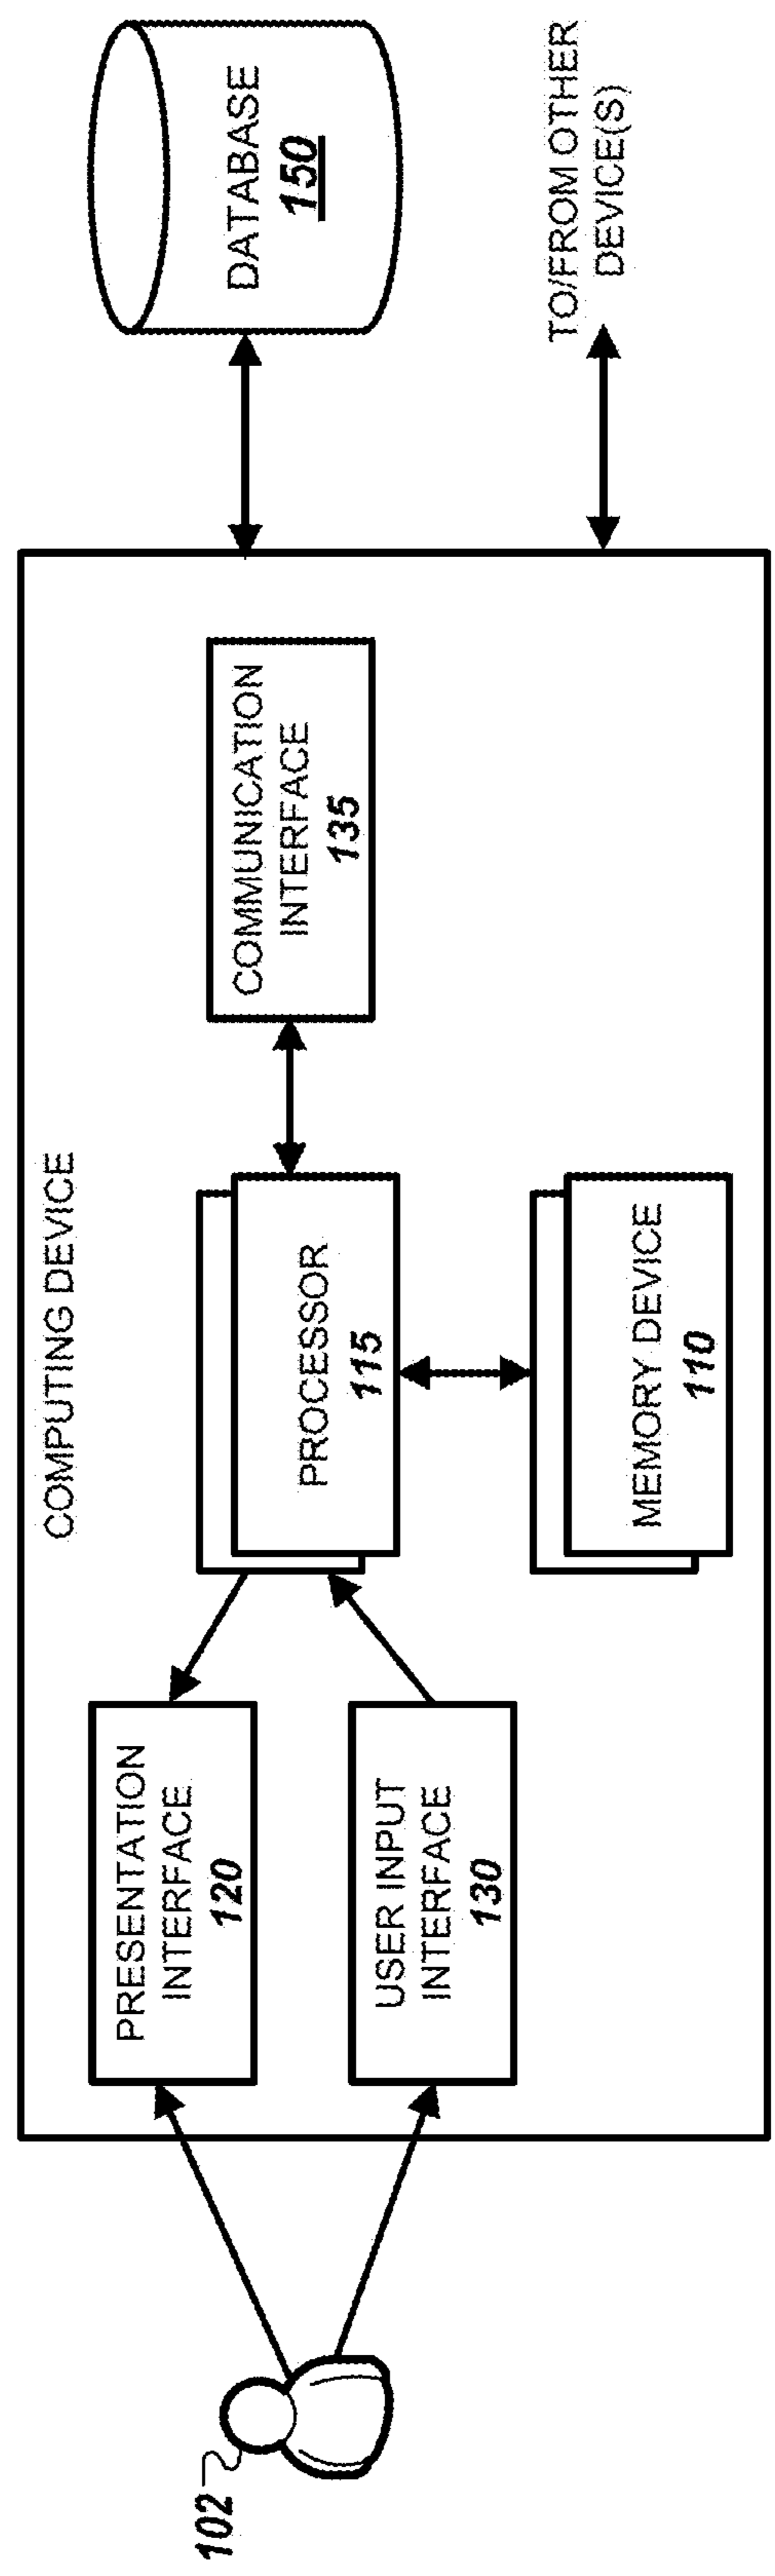 COMPUTING DEVICE
102
PRESENTATION
INTERFACE
120
USER INPUT
INTERFACE
130
PROCESSOR
115
MEMORY DEVICE
110
COMMUNICATION
INTERFACE
135
DATABASE
150
TO/FROM OTHER
DEVICE(S)